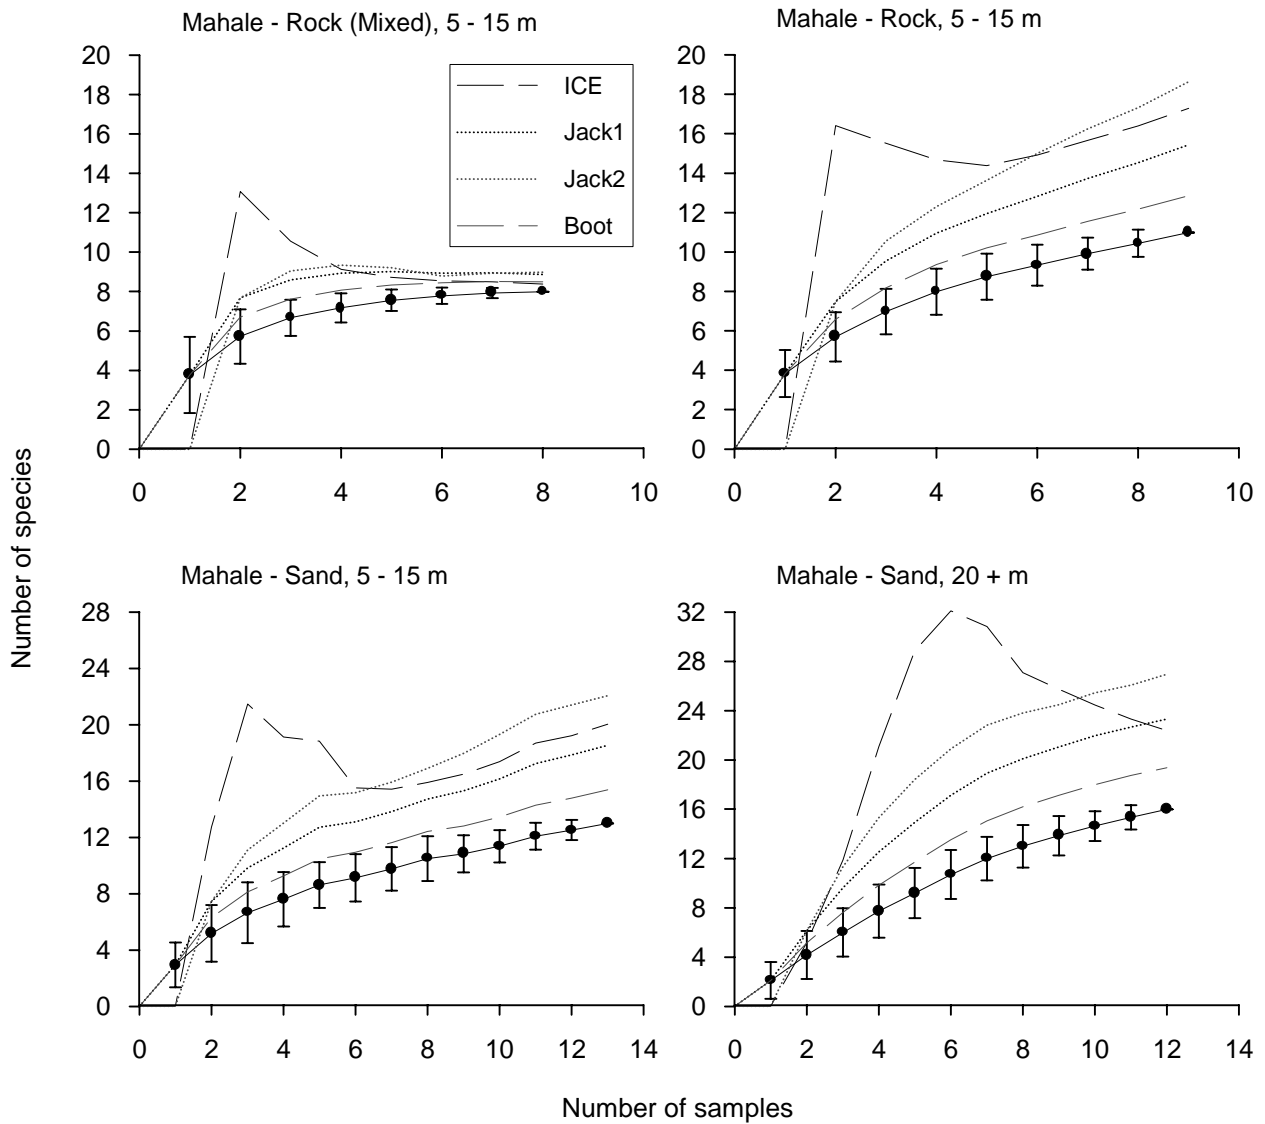 Mahale - Rock (Mixed), 5 - 15 m
20
18
16
14
12
10
8
6
4
2
0
0 2 4 6 8 10
ICE
Jack1
Jack2
Boot
Mahale - Rock, 5 - 15 m
20
18
16
14
12
10
8
6
4
2
0
0 2 4 6 8 10
Number of species
Mahale - Sand, 5 - 15 m
28
24
20
16
12
8
4
0
0 2 4 6 8 10 12 14
Mahale - Sand, 20 + m
32
28
24
20
16
12
8
4
0
0 2 4 6 8 10 12 14
Number of samples